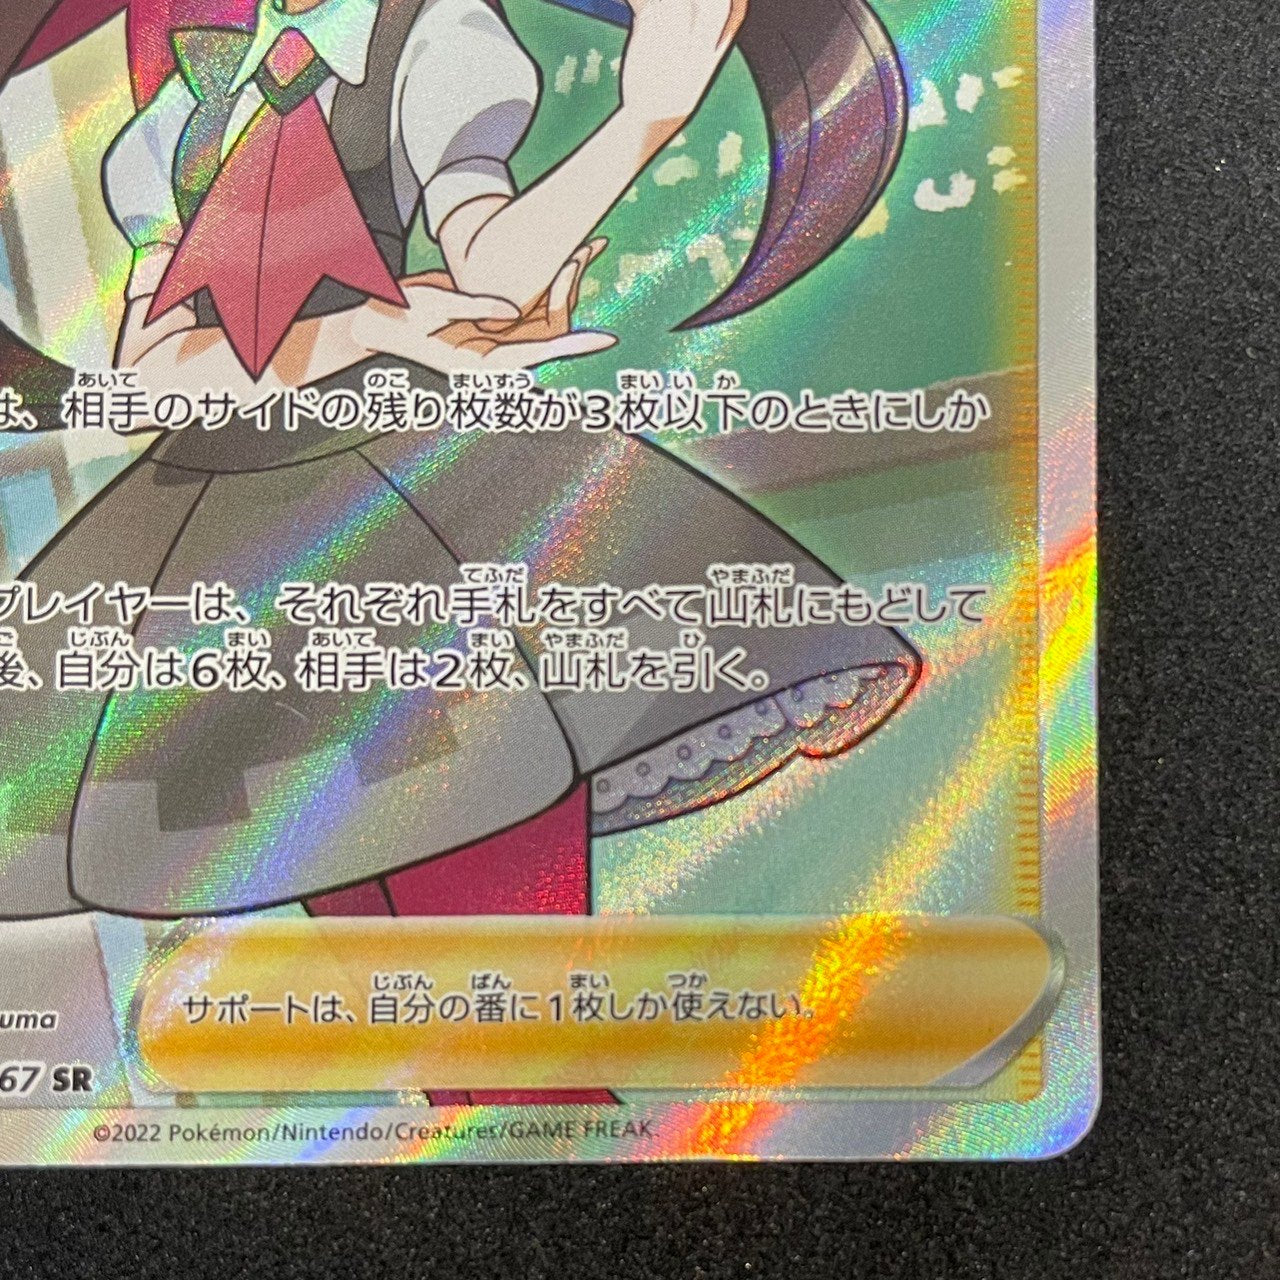 は、相手のサイドの残り枚数が3枚以下のときにしか
プレイヤーは、それぞれ手札をすべて山札にもどして
後、自分は6枚、相手は2枚、山札を引く。
サポートは、自分の番に1枚しか使えない。
uma
67 SR
©2022 Pokémon/Nintendo/Creatures/GAME FREAK.